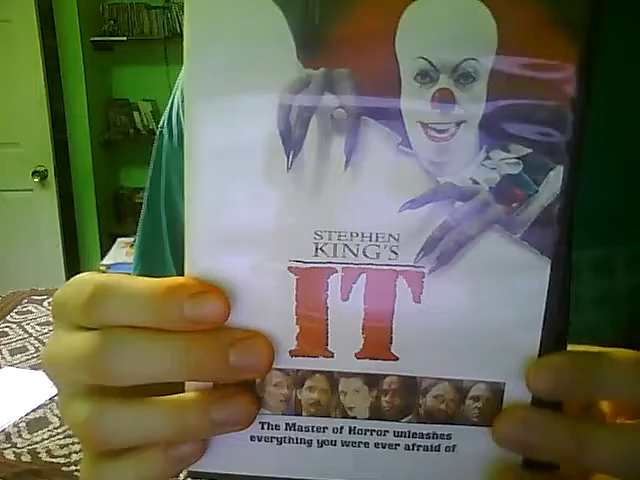 STEPHEN
KING'S
IT
The Master of Horror unleashes
everything you were ever afraid of.